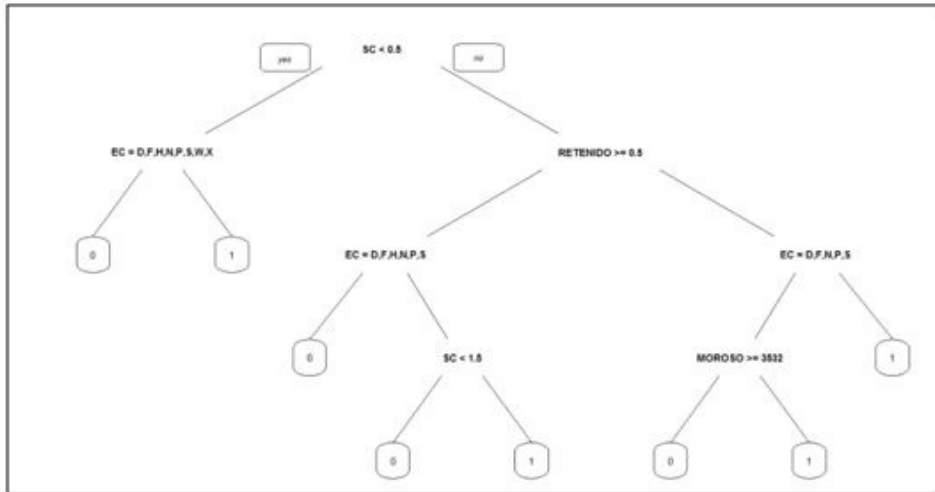 SC < 0.5
yes
no
EC = D,F,H,N,P,S,W,X
RETENIDO >= 0.5
0
1
EC = D,F,H,N,P,S
EC = D,F,N,P,S
0
SC < 1.5
MOROSO >= 3532
1
0
1
0
1